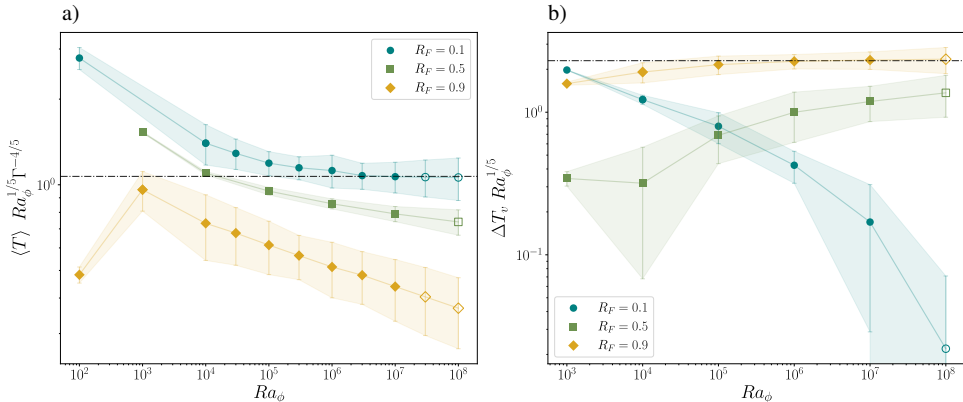 a)
⟨T⟩ Ra_ϕ^{1/5} Γ^{-4/5}
10^0
R_F = 0.1
R_F = 0.5
R_F = 0.9
10^2 10^3 10^4 10^5 10^6 10^7 10^8
Ra_ϕ
b)
ΔT_v Ra_ϕ^{1/5}
10^0
10^{-1}
R_F = 0.1
R_F = 0.5
R_F = 0.9
10^3 10^4 10^5 10^6 10^7 10^8
Ra_ϕ